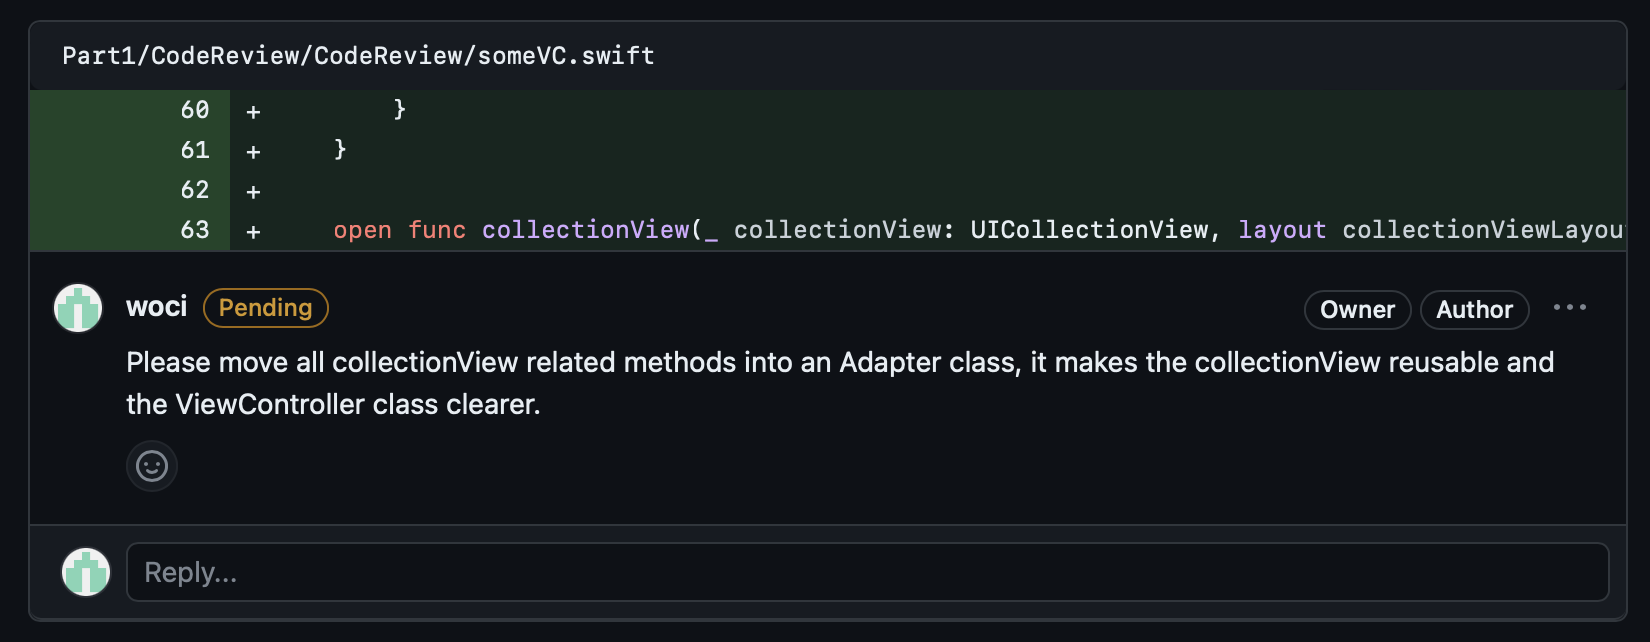 Part1/CodeReview/CodeReview/someVC.swift
60 + }
61 + }
62 +
63 + open func collectionView(_ collectionView: UICollectionView, layout collectionViewLayou
woci Pending Owner Author ...
Please move all collectionView related methods into an Adapter class, it makes the collectionView reusable and
the ViewController class clearer.
Reply...